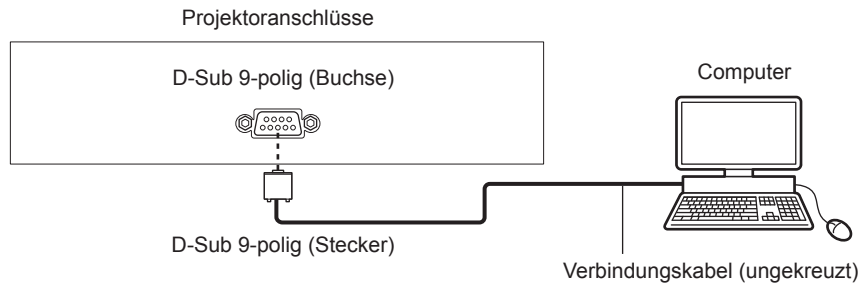 Projektoranschlüsse
D-Sub 9-polig (Buchse)
Computer
D-Sub 9-polig (Stecker)
Verbindungskabel (ungekreuzt)